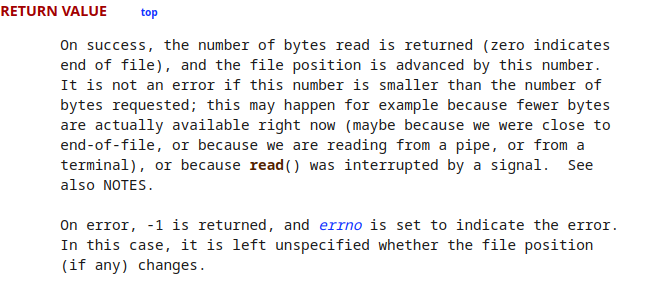 RETURN VALUE top
On success, the number of bytes read is returned (zero indicates
end of file), and the file position is advanced by this number.
It is not an error if this number is smaller than the number of
bytes requested; this may happen for example because fewer bytes
are actually available right now (maybe because we were close to
end-of-file, or because we are reading from a pipe, or from a
terminal), or because read() was interrupted by a signal.  See
also NOTES.
On error, -1 is returned, and errno is set to indicate the error.
In this case, it is left unspecified whether the file position
(if any) changes.